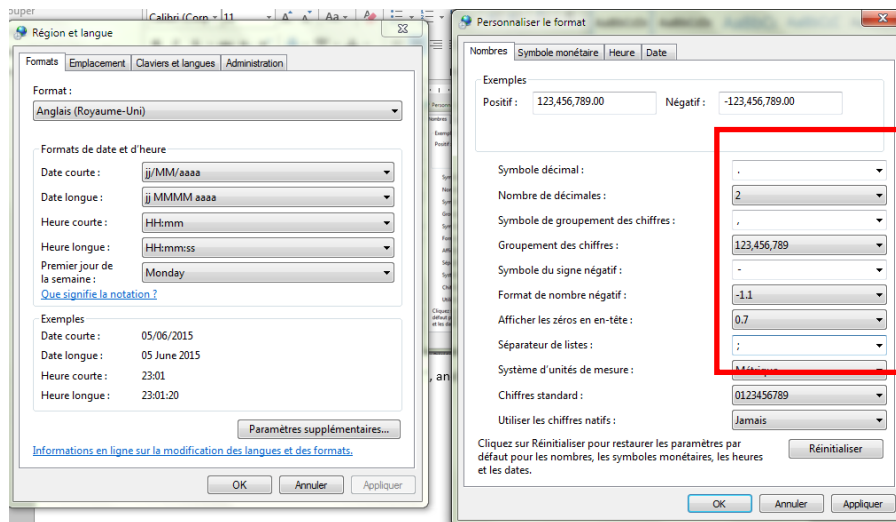 ouper
Calibri (Corp
11
Aa
Région et langue
Formats Emplacement Claviers et langues Administration
Format :
Anglais (Royaume-Uni)
Formats de date et d'heure
Date courte : jj/MM/aaaa
Date longue : jj MMMM aaaa
Heure courte : HH:mm
Heure longue : HH:mm:ss
Premier jour de
la semaine : Monday
Que signifie la notation ?
Exemples
Date courte : 05/06/2015
Date longue : 05 June 2015
Heure courte : 23:01
Heure longue : 23:01:20
Paramètres supplémentaires...
Informations en ligne sur la modification des langues et des formats.
OK Annuler Appliquer
, an
Personnaliser le format
Nombres Symbole monétaire Heure Date
Exemples
Positif : 123,456,789.00 Négatif : -123,456,789.00
Symbole décimal : .
Nombre de décimales : 2
Symbole de groupement des chiffres : ,
Groupement des chiffres : 123,456,789
Symbole du signe négatif : -
Format de nombre négatif : -1.1
Afficher les zéros en en-tête : 0.7
Séparateur de listes : ;
Système d'unités de mesure : Métrique
Chiffres standard : 0123456789
Utiliser les chiffres natifs : Jamais
Cliquez sur Réinitialiser pour restaurer les paramètres par
défaut pour les nombres, les symboles monétaires, les heures
et les dates.
Réinitialiser
OK Annuler Appliquer